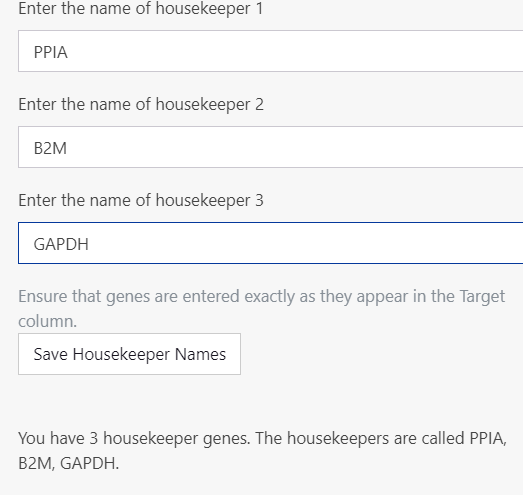 Enter the name of housekeeper 1
PPIA
Enter the name of housekeeper 2
B2M
Enter the name of housekeeper 3
GAPDH
Ensure that genes are entered exactly as they appear in the Target
column.
Save Housekeeper Names
You have 3 housekeeper genes. The housekeepers are called PPIA,
B2M, GAPDH.